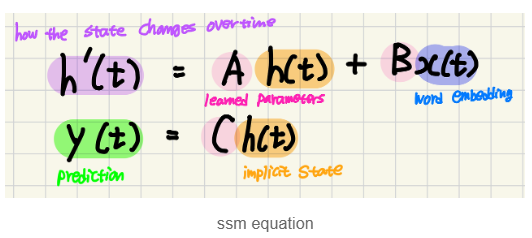 how the state changes overtime
h'(t) = A h(t) + Bx(t)
learned parameters word embedding
y(t) = C h(t)
prediction implicit State
ssm equation